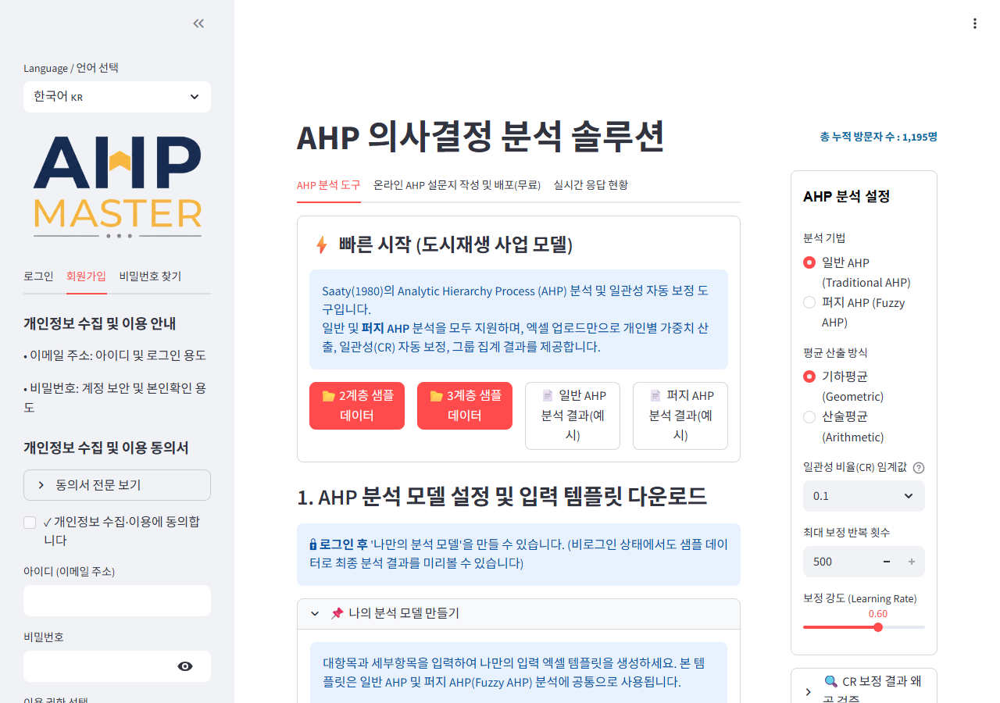 Language / 언어 선택
한국어 KR
AHP
MASTER
로그인 회원가입 비밀번호 찾기
개인정보 수집 및 이용 안내
• 이메일 주소: 아이디 및 로그인 용도
• 비밀번호: 계정 보안 및 본인확인 용
도
개인정보 수집 및 이용 동의서
동의서 전문 보기
✓ 개인정보 수집·이용에 동의합
니다
아이디 (이메일 주소)
비밀번호
이용 권한 선택
AHP 의사결정 분석 솔루션
AHP 분석 도구 온라인 AHP 설문지 작성 및 배포(무료) 실시간 응답 현황
⚡ 빠른 시작 (도시재생 사업 모델)
Saaty(1980)의 Analytic Hierarchy Process (AHP) 분석 및 일관성 자동 보정 도
구입니다.
일반 및 퍼지 AHP 분석을 모두 지원하며, 엑셀 업로드만으로 개인별 가중치 산
출, 일관성(CR) 자동 보정, 그룹 집계 결과를 제공합니다.
📂 2계층 샘플
데이터
📂 3계층 샘플
데이터
📄 일반 AHP
분석 결과(예
시)
📄 퍼지 AHP
분석 결과(예
시)
1. AHP 분석 모델 설정 및 입력 템플릿 다운로드
🔒 로그인 후 '나만의 분석 모델'을 만들 수 있습니다. (비로그인 상태에서도 샘플 데이
터로 최종 분석 결과를 미리볼 수 있습니다)
📌 나의 분석 모델 만들기
대항목과 세부항목을 입력하여 나만의 입력 엑셀 템플릿을 생성하세요. 본 템
플릿은 일반 AHP 및 퍼지 AHP(Fuzzy AHP) 분석에 공통으로 사용됩니다.
총 누적 방문자 수 : 1,195명
AHP 분석 설정
분석 기법
일반 AHP
(Traditional AHP)
퍼지 AHP (Fuzzy
AHP)
평균 산출 방식
기하평균
(Geometric)
산술평균
(Arithmetic)
일관성 비율(CR) 임계값
0.1
최대 보정 반복 횟수
500
보정 강도 (Learning Rate)
0.60
🔍 CR 보정 결과 왜
곡 검증